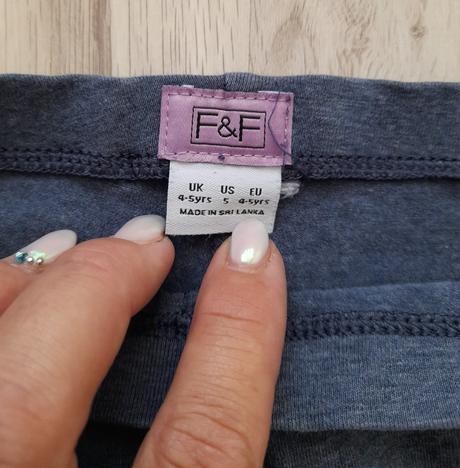 F&F
UK US EU
4-5yrs 5 4-5yrs
MADE IN SRI LANKA